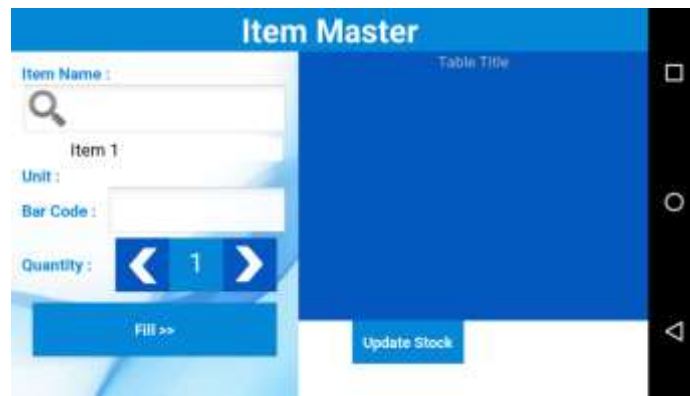 Item Master
Item Name :
Item 1
Unit :
Bar Code :
Quantity :
1
Fill >>
Table Title
Update Stock